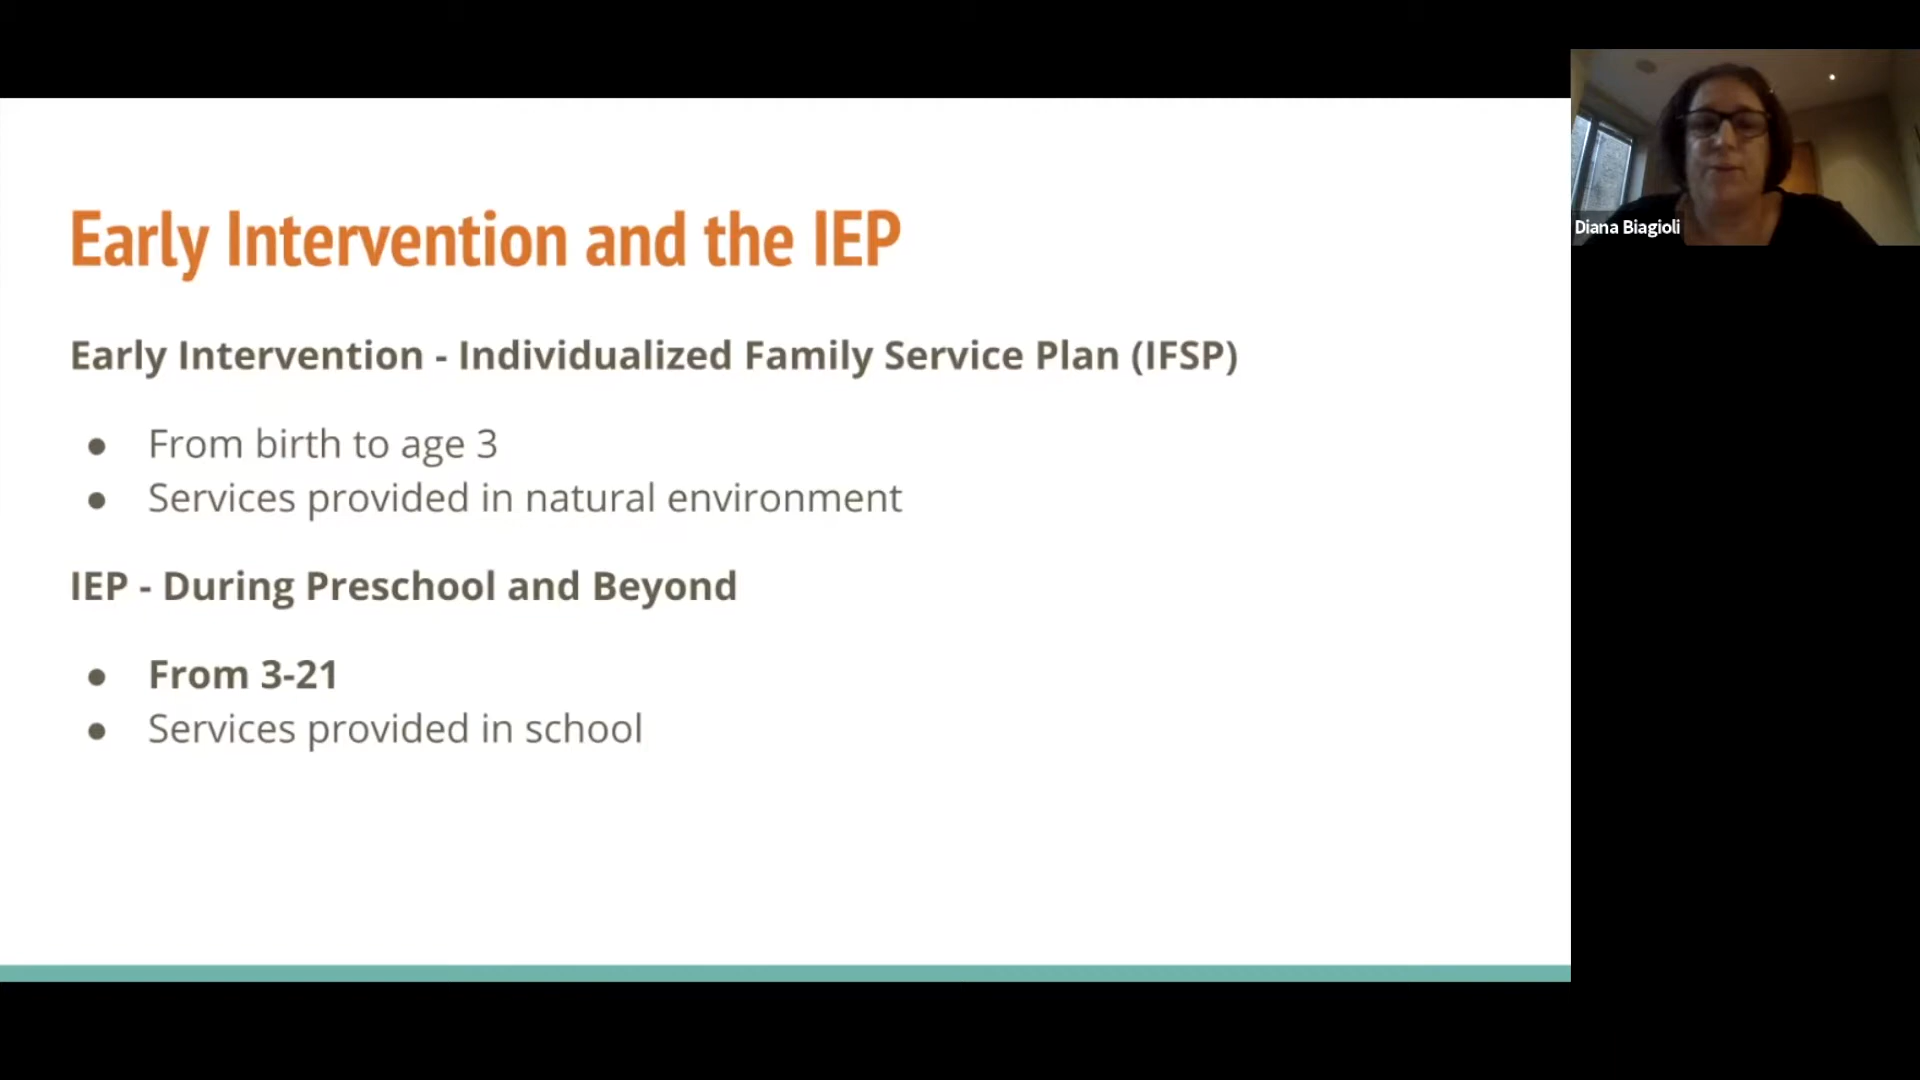 Early Intervention and the IEP
Early Intervention - Individualized Family Service Plan (IFSP)
● From birth to age 3
● Services provided in natural environment
IEP - During Preschool and Beyond
● From 3-21
● Services provided in school
Diana Biagioli